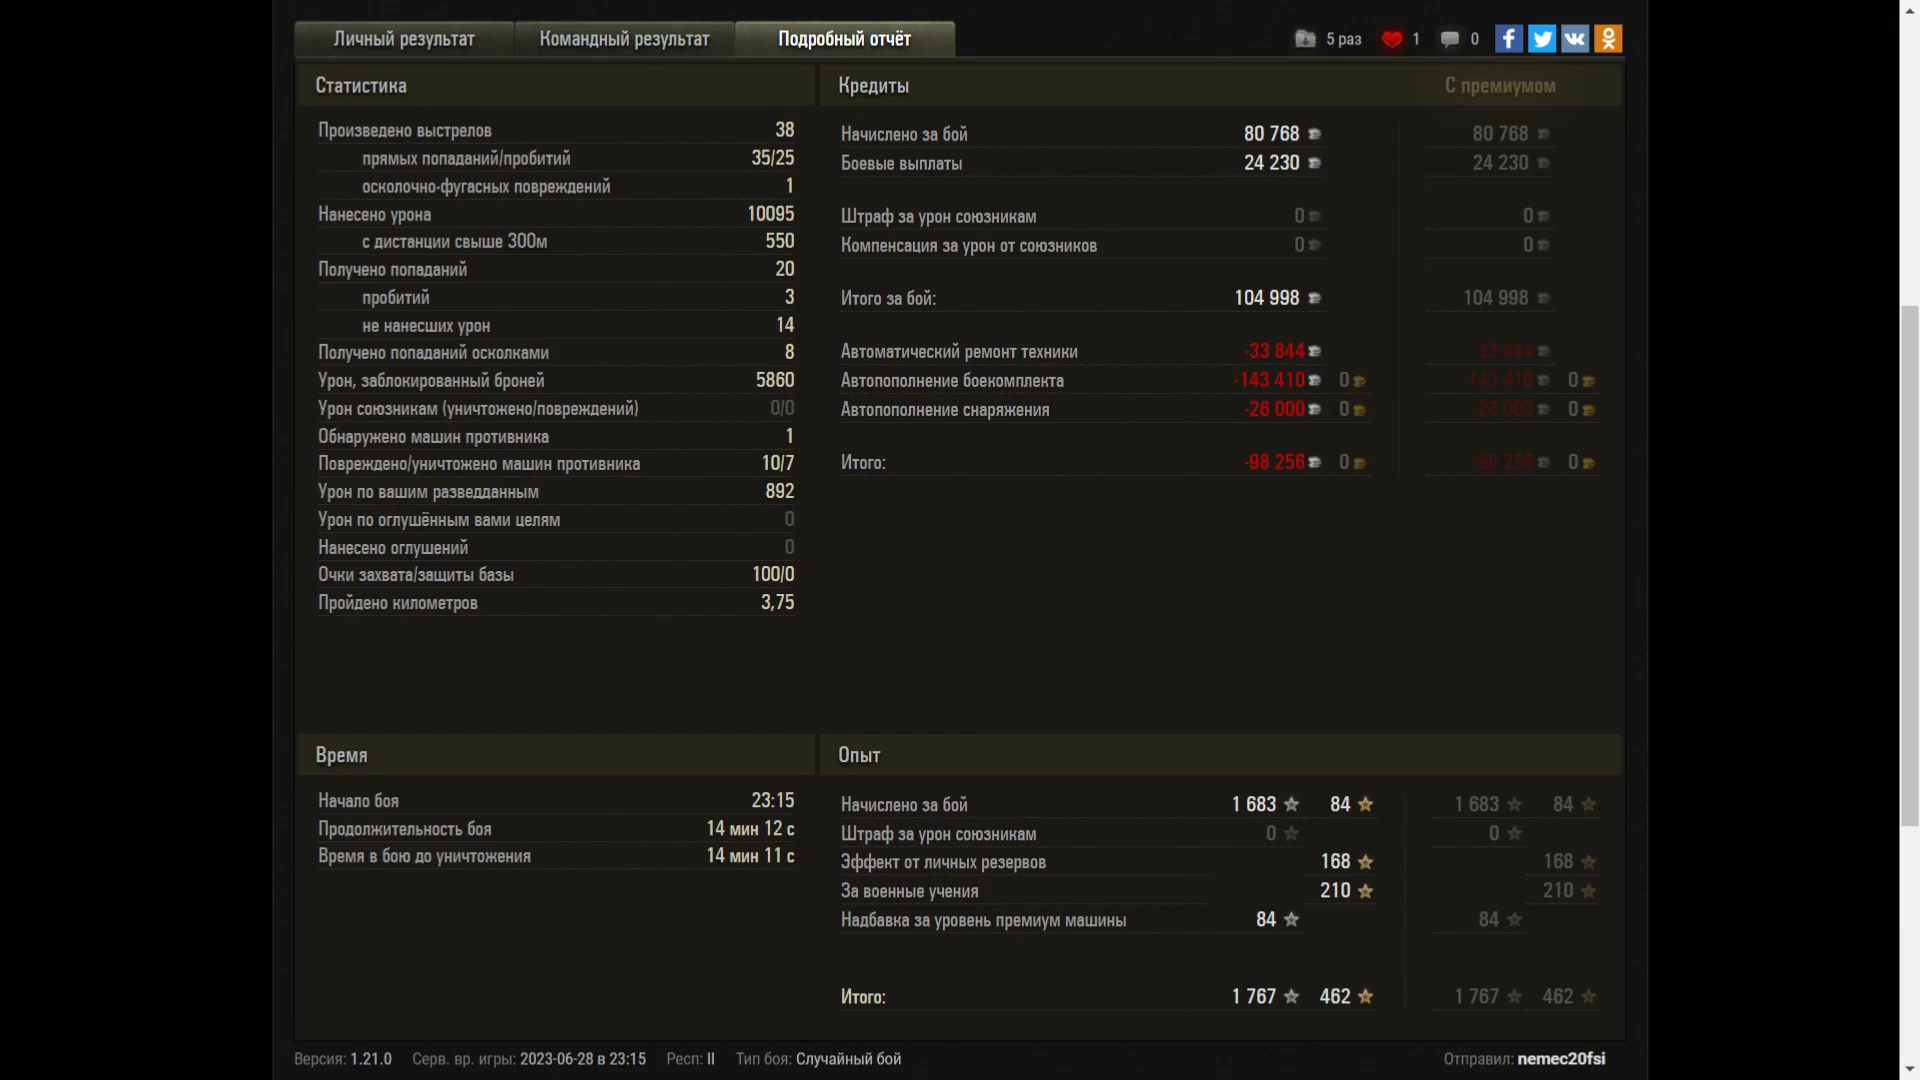 Личный результат
Командный результат
Подробный отчёт
5 раз
1
0
Статистика
Произведено выстрелов 38
прямых попаданий/пробитий 35/25
осколочно-фугасных повреждений 1
Нанесено урона 10095
с дистанции свыше 300м 550
Получено попаданий 20
пробитий 3
не нанесших урон 14
Получено попаданий осколками 8
Урон, заблокированный броней 5860
Урон союзникам (уничтожено/повреждений) 0/0
Обнаружено машин противника 1
Повреждено/уничтожено машин противника 10/7
Урон по вашим разведданным 892
Урон по оглушённым вами целям 0
Нанесено оглушений 0
Очки захвата/защиты базы 100/0
Пройдено километров 3,75
Кредиты С премиумом
Начислено за бой 80 768 80 768
Боевые выплаты 24 230 24 230
Штраф за урон союзникам 0 0
Компенсация за урон от союзников 0 0
Итого за бой: 104 998 104 998
Автоматический ремонт техники -33 844 -33 844
Автопополнение боекомплекта -143 410 0 -143 410 0
Автопополнение снаряжения -26 000 0 -26 000 0
Итого: -98 256 0 -98 256 0
Время
Начало боя 23:15
Продолжительность боя 14 мин 12 с
Время в бою до уничтожения 14 мин 11 с
Опыт
Начислено за бой 1 683 84 1 683 84
Штраф за урон союзникам 0 0
Эффект от личных резервов 168 168
За военные учения 210 210
Надбавка за уровень премиум машины 84 84
Итого: 1 767 462 1 767 462
Версия: 1.21.0 Серв. вр. игры: 2023-06-28 в 23:15 Респ: II Тип боя: Случайный бой Отправил: nemec20fsi